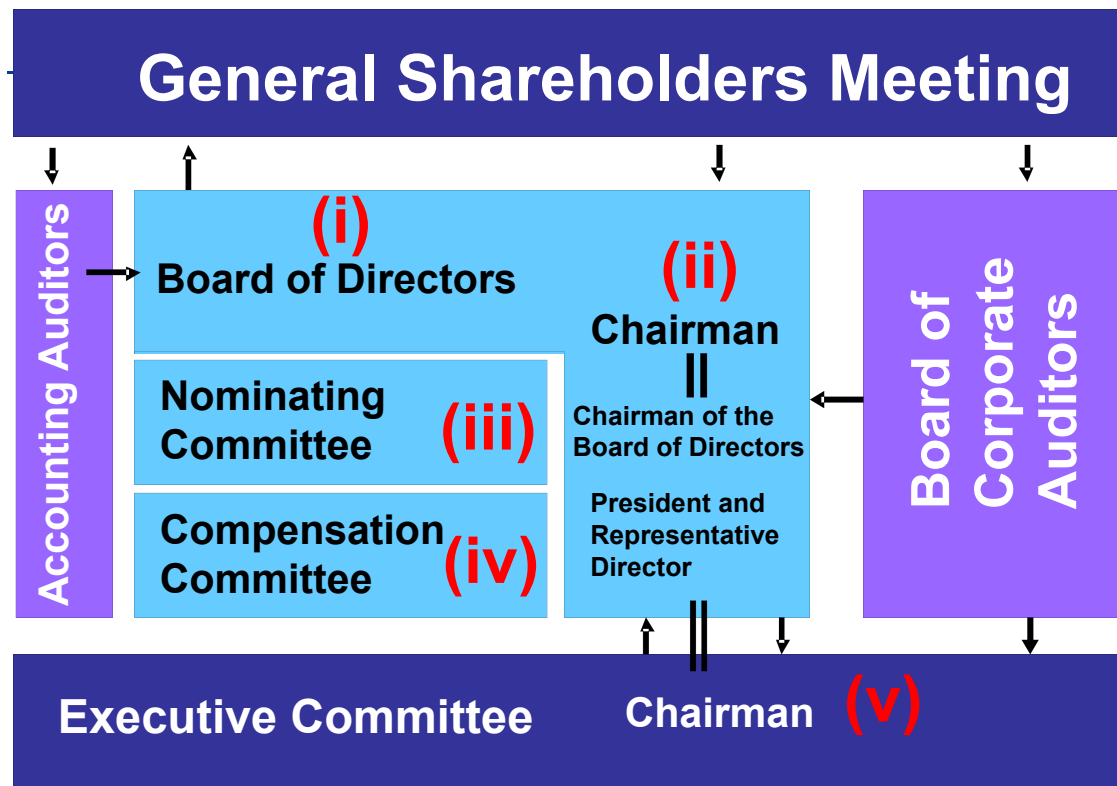 General Shareholders Meeting
Accounting Auditors
(i)
Board of Directors
(ii)
Chairman
Chairman of the
Board of Directors
President and
Representative
Director
Nominating
Committee
(iii)
Compensation
Committee
(iv)
Board of
Corporate
Auditors
Executive Committee
Chairman
(v)